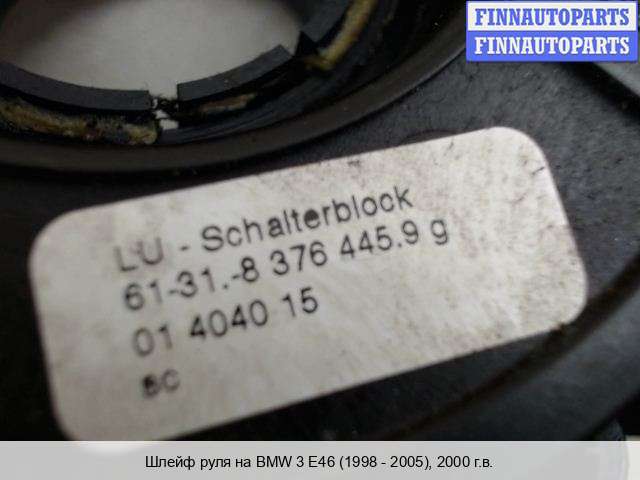 FINNAUTOPARTS
FINNAUTOPARTS
LU - Schalterblock
61-31.-8 376 445.9 g
01 4040 15
sc
Шлейф руля на BMW 3 E46 (1998 - 2005), 2000 г.в.